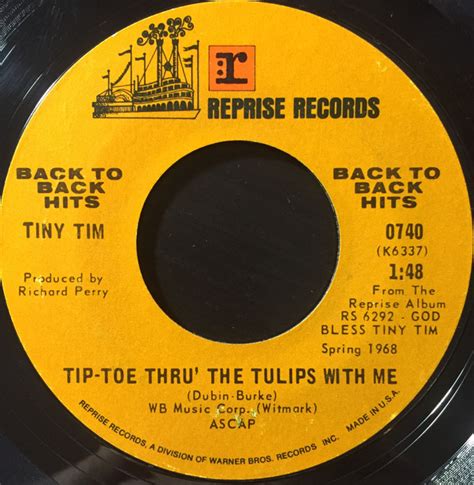 r
REPRISE RECORDS
BACK TO
BACK
HITS
BACK TO
BACK
HITS
TINY TIM
0740
(K6337)
1:48
Produced by
Richard Perry
From The
Reprise Album
RS 6292 - GOD
BLESS TINY TIM
Spring 1968
TIP-TOE THRU' THE TULIPS WITH ME
(Dubin-Burke)
WB Music Corp. (Witmark)
ASCAP
REPRISE RECORDS, A DIVISION OF WARNER BROS. RECORDS INC. MADE IN U.S.A.